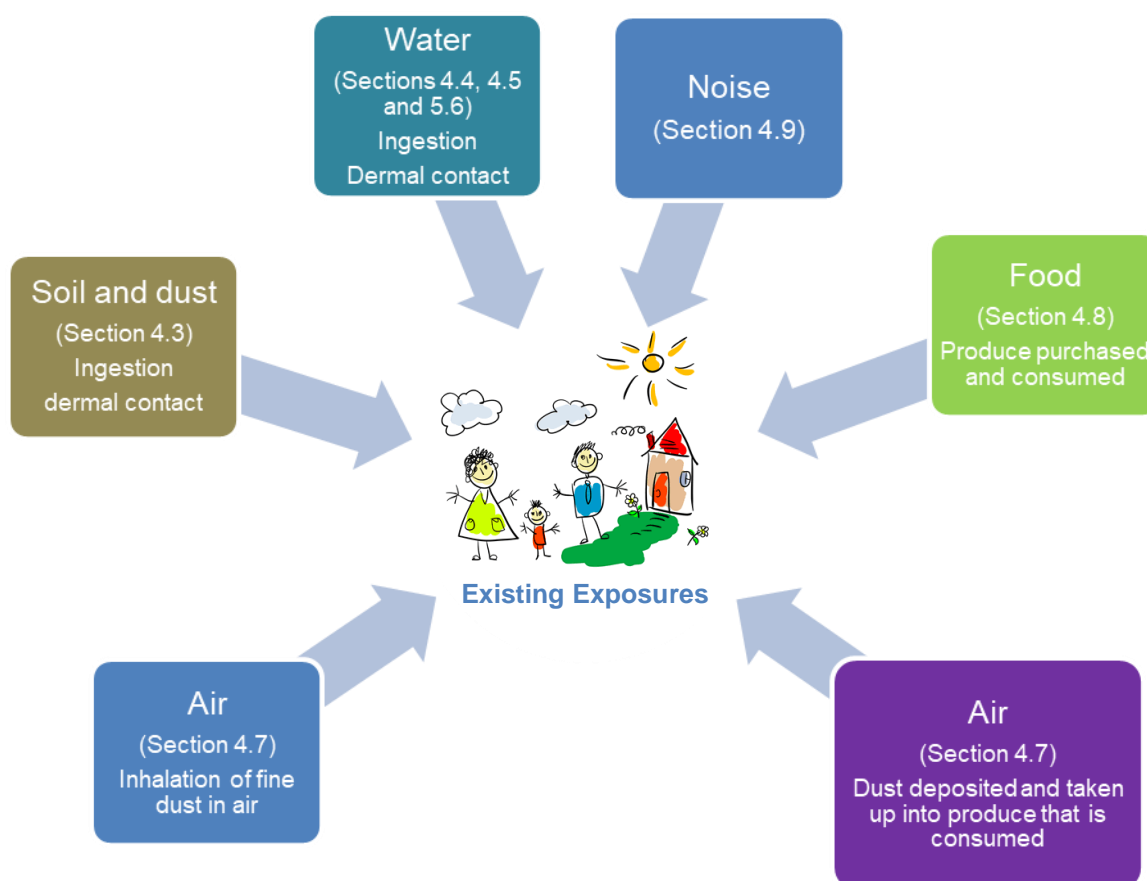 Water
(Sections 4.4, 4.5
and 5.6)
Ingestion
Dermal contact
Noise
(Section 4.9)
Soil and dust
(Section 4.3)
Ingestion
dermal contact
Food
(Section 4.8)
Produce purchased
and consumed
Existing Exposures
Air
(Section 4.7)
Inhalation of fine
dust in air
Air
(Section 4.7)
Dust deposited and taken
up into produce that is
consumed